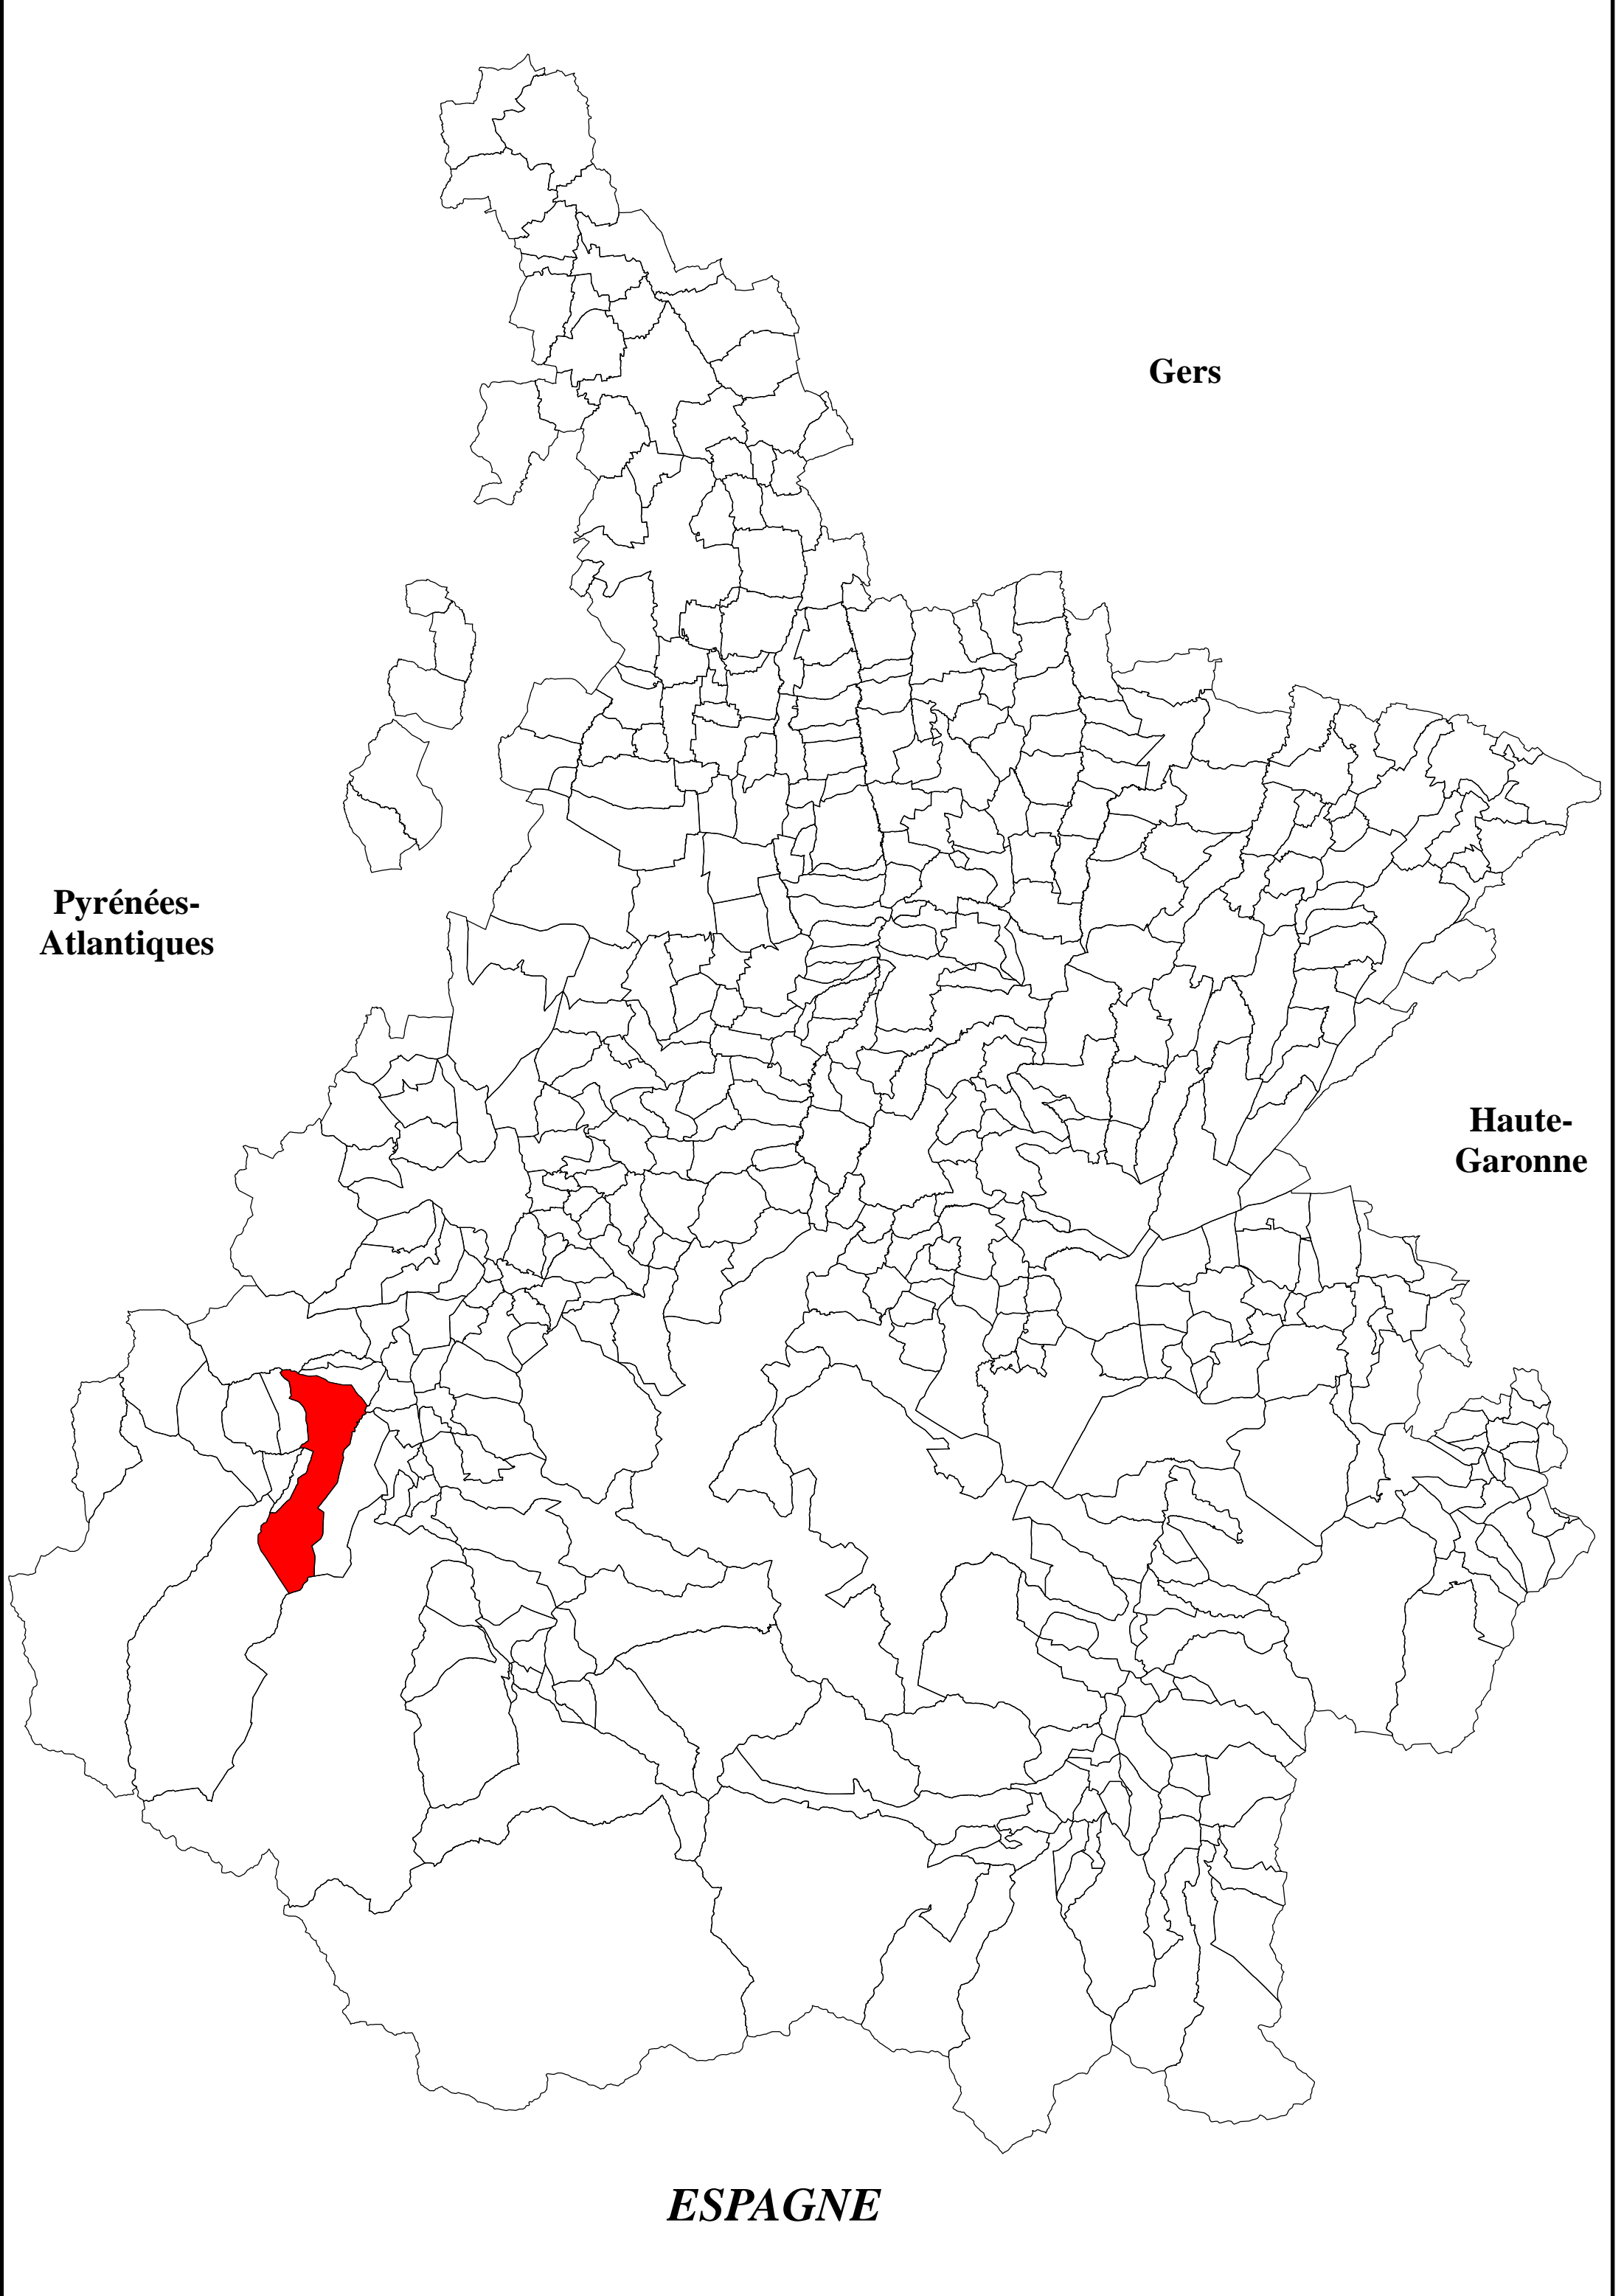 Gers
Pyrénées-
Atlantiques
Haute-
Garonne
ESPAGNE